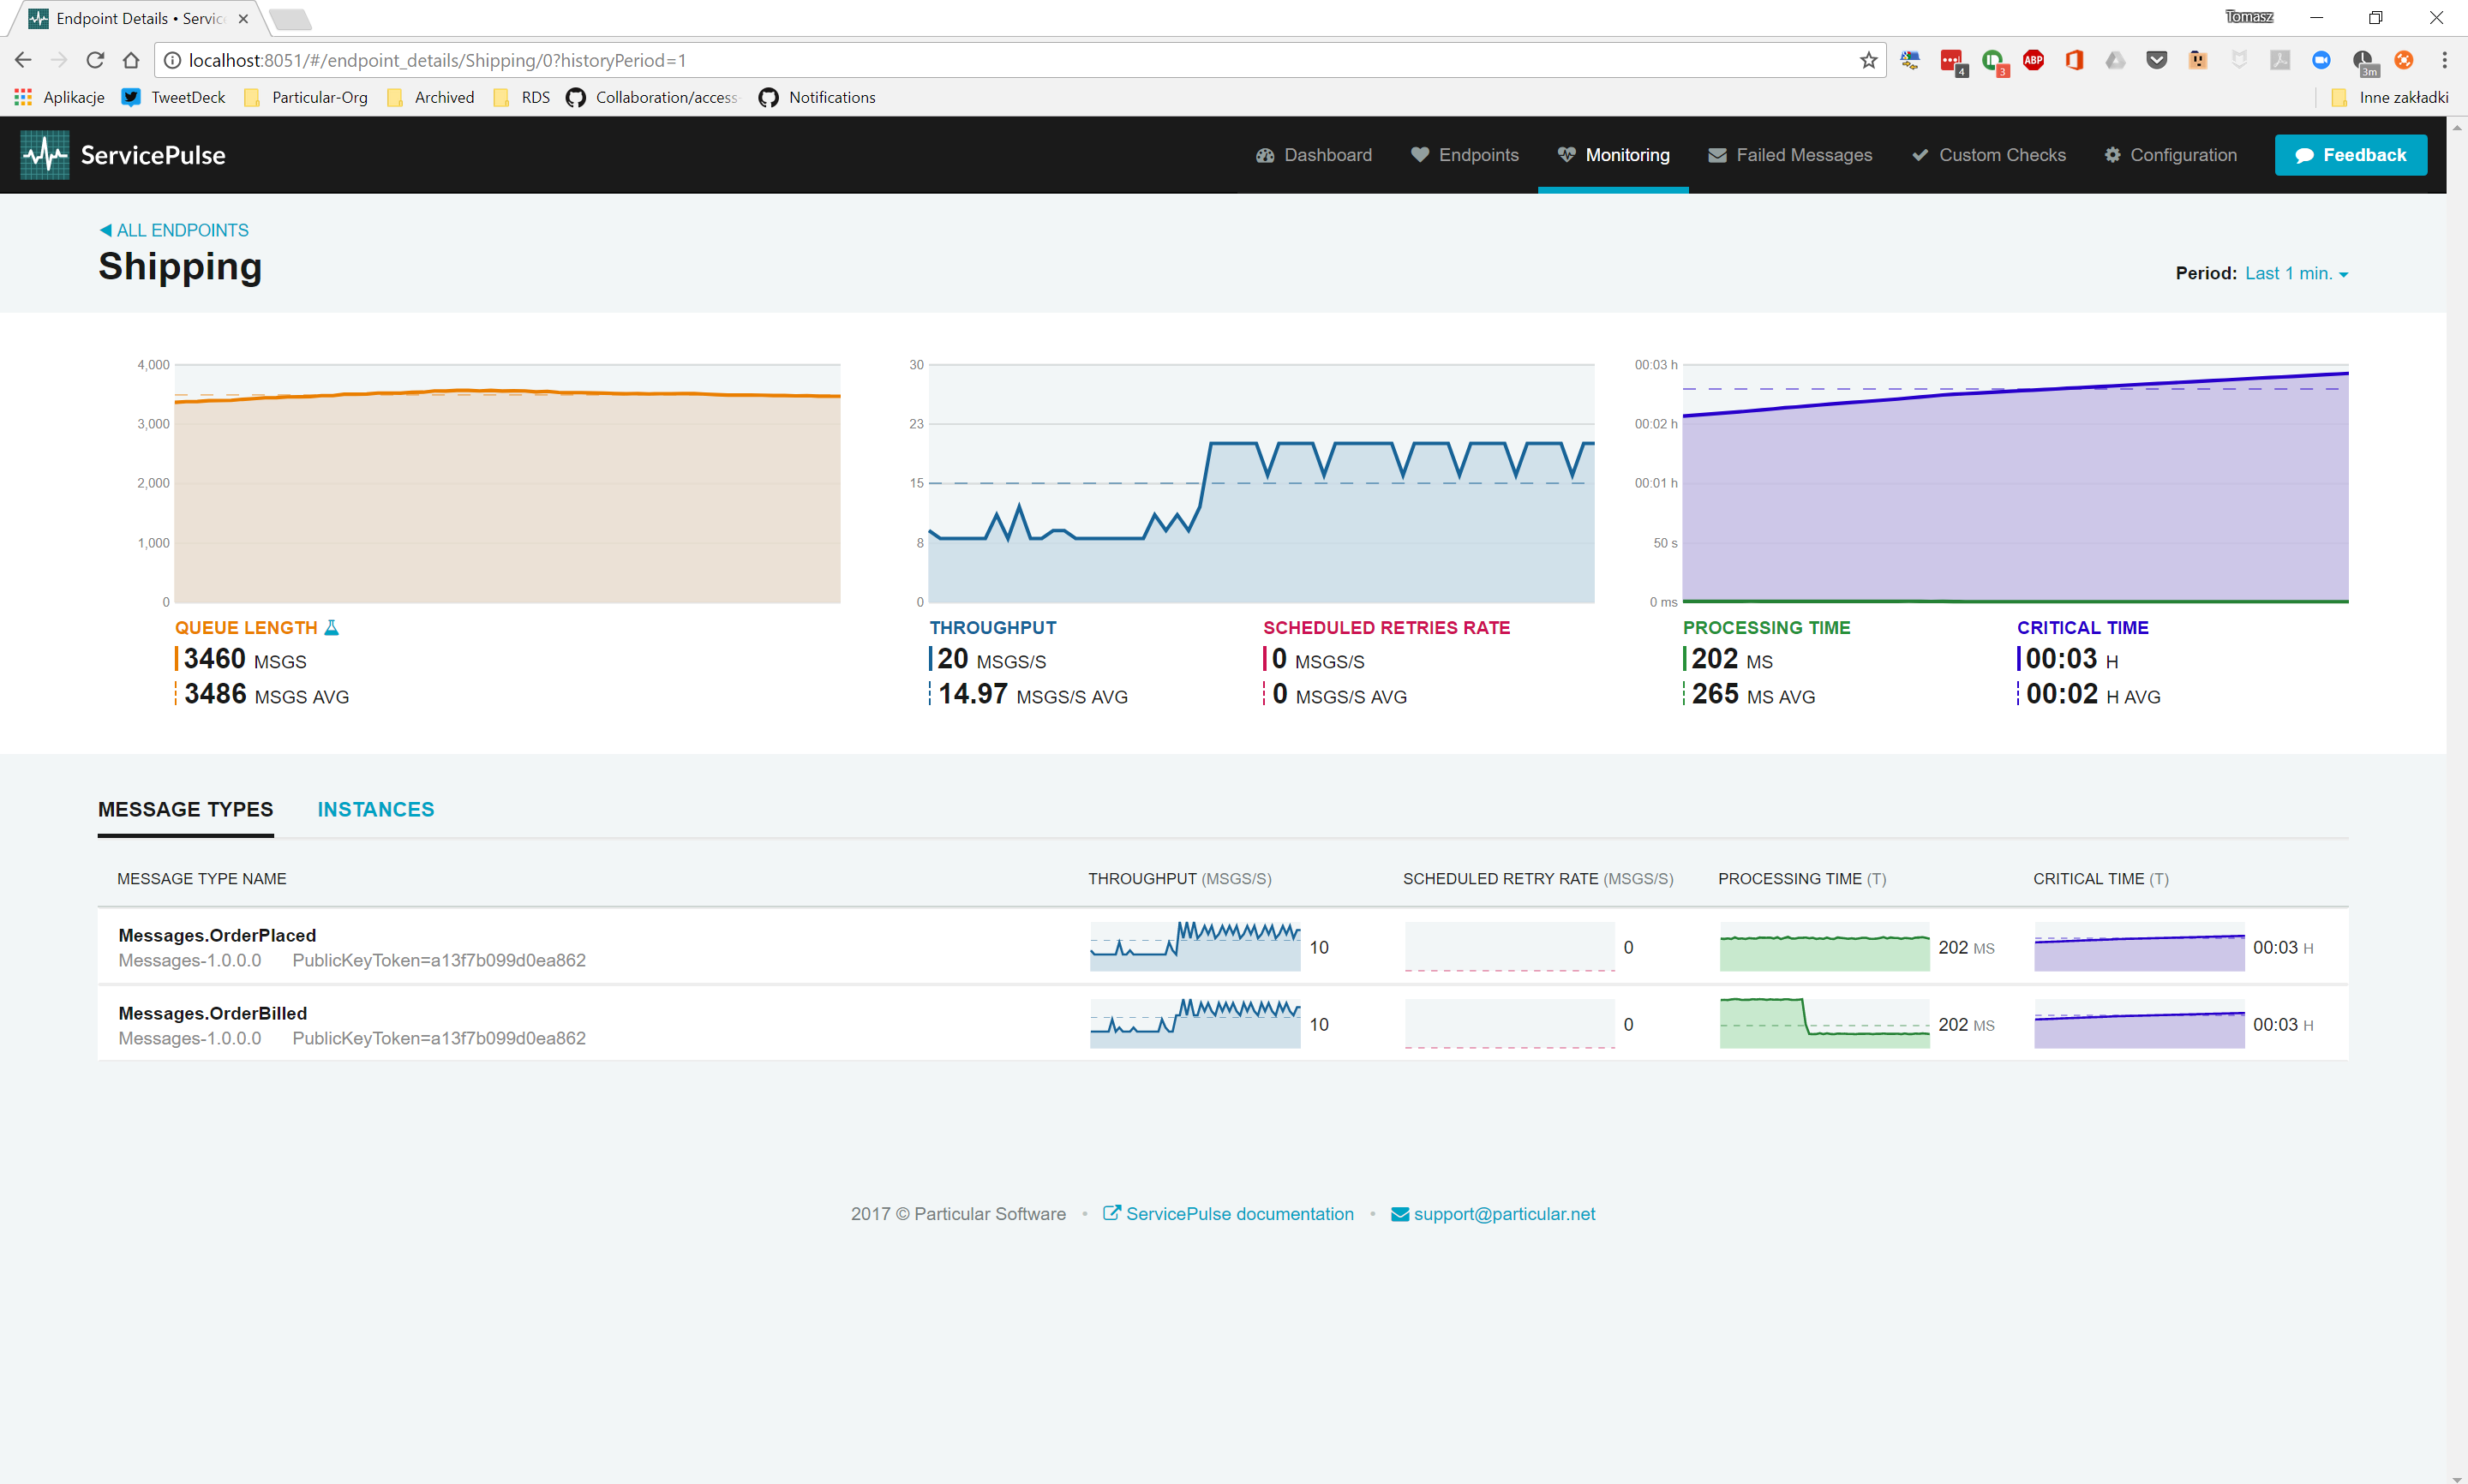 Endpoint Details • Servic
Tomasz
localhost:8051/#/endpoint_details/Shipping/0?historyPeriod=1
4
3
ABP
3m
Aplikacje TweetDeck Particular-Org Archived RDS Collaboration/access Notifications Inne zakładki
ServicePulse Dashboard Endpoints Monitoring Failed Messages Custom Checks Configuration Feedback
ALL ENDPOINTS
Shipping
Period: Last 1 min.
4,000
3,000
2,000
1,000
0
30
23
15
8
0
00:03 h
00:02 h
00:01 h
50 s
0 ms
QUEUE LENGTH
3460 MSGS
3486 MSGS AVG
THROUGHPUT
20 MSGS/S
14.97 MSGS/S AVG
SCHEDULED RETRIES RATE
0 MSGS/S
0 MSGS/S AVG
PROCESSING TIME
202 MS
265 MS AVG
CRITICAL TIME
00:03 H
00:02 H AVG
MESSAGE TYPES INSTANCES
MESSAGE TYPE NAME THROUGHPUT (MSGS/S) SCHEDULED RETRY RATE (MSGS/S) PROCESSING TIME (T) CRITICAL TIME (T)
Messages.OrderPlaced
Messages-1.0.0.0 PublicKeyToken=a13f7b099d0ea862
10 0 202 MS 00:03 H
Messages.OrderBilled
Messages-1.0.0.0 PublicKeyToken=a13f7b099d0ea862
10 0 202 MS 00:03 H
2017 © Particular Software • ServicePulse documentation • support@particular.net